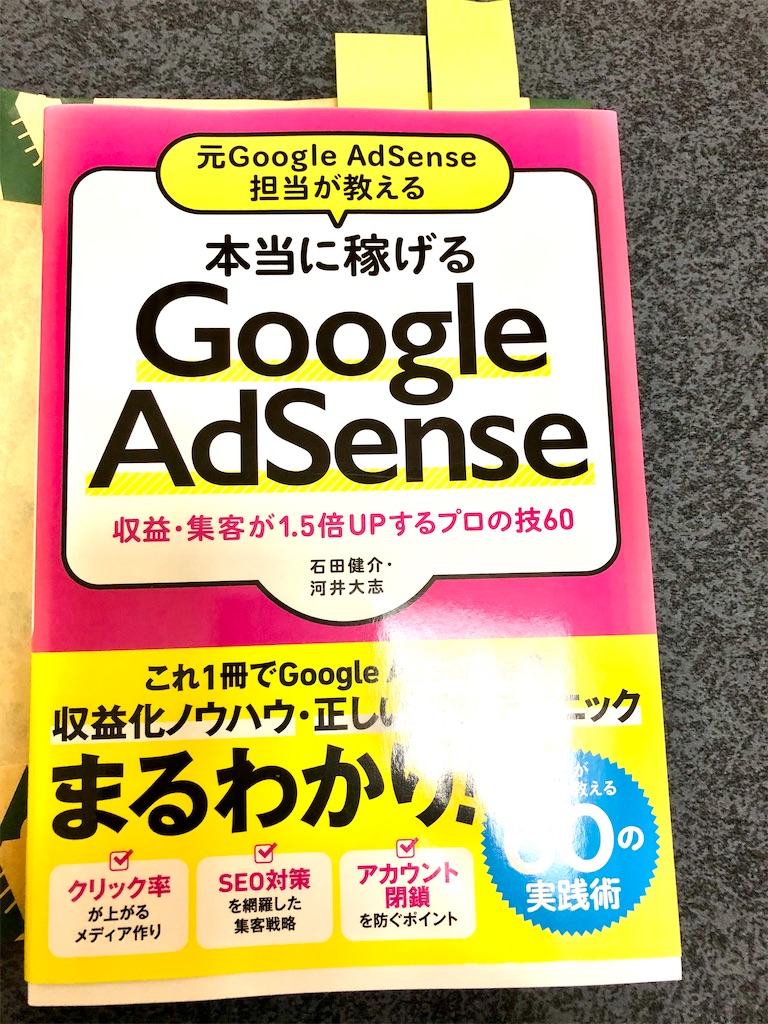 元Google AdSense
担当が教える
本当に稼げる
Google
AdSense
収益・集客が1.5倍UPするプロの技60
石田健介・
河井大志
これ1冊でGoogle
収益化ノウハウ・正しい ニック
まるわかり!
が
教える
60の
実践術
クリック率
が上がる
メディア作り
SEO対策
を網羅した
集客戦略
アカウント
閉鎖
を防ぐポイント